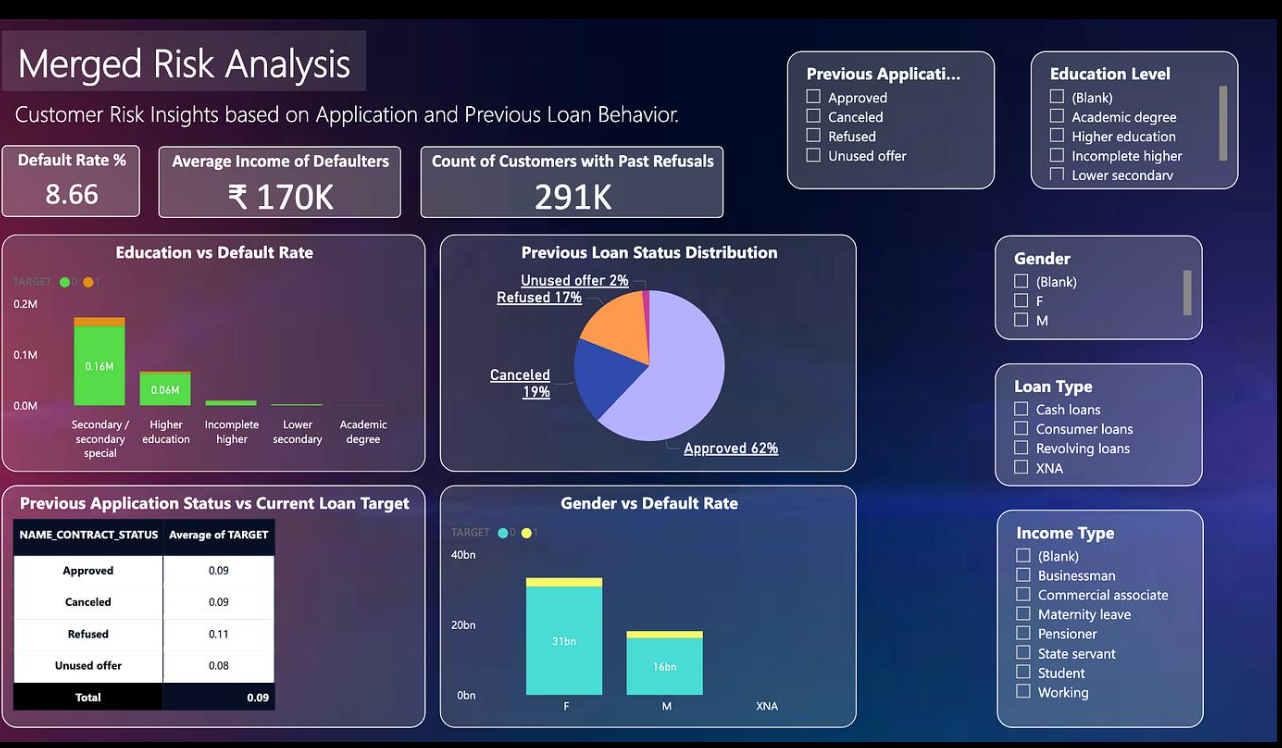 Merged Risk Analysis
Customer Risk Insights based on Application and Previous Loan Behavior.
Default Rate %
8.66
Average Income of Defaulters
₹ 170K
Count of Customers with Past Refusals
291K
Previous Applicati...
Approved
Canceled
Refused
Unused offer
Education Level
(Blank)
Academic degree
Higher education
Incomplete higher
Lower secondary
Education vs Default Rate
TARGET 0 1
0.2M
0.1M
0.0M
0.16M
0.06M
Secondary /
secondary
special
Higher
education
Incomplete
higher
Lower
secondary
Academic
degree
Previous Loan Status Distribution
Unused offer 2%
Refused 17%
Canceled
19%
Approved 62%
Gender
(Blank)
F
M
Loan Type
Cash loans
Consumer loans
Revolving loans
XNA
Previous Application Status vs Current Loan Target
NAME_CONTRACT_STATUS Average of TARGET
Approved 0.09
Canceled 0.09
Refused 0.11
Unused offer 0.08
Total 0.09
Gender vs Default Rate
TARGET 0 1
40bn
20bn
0bn
31bn
16bn
F
M
XNA
Income Type
(Blank)
Businessman
Commercial associate
Maternity leave
Pensioner
State servant
Student
Working